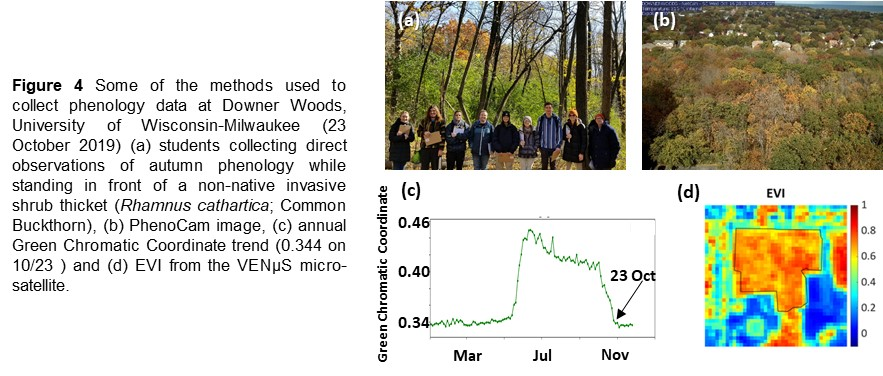 Figure 4 Some of the methods used to
collect phenology data at Downer Woods,
University of Wisconsin-Milwaukee (23
October 2019) (a) students collecting direct
observations of autumn phenology while
standing in front of a non-native invasive
shrub thicket (Rhamnus cathartica; Common
Buckthorn), (b) PhenoCam image, (c) annual
Green Chromatic Coordinate trend (0.344 on
10/23 ) and (d) EVI from the VENµS micro-
satellite.
(a)
(b)
(c)
Green Chromatic Coordinate
0.46
0.40
0.34
23 Oct
Mar
Jul
Nov
(d)
EVI
1
0.8
0.6
0.4
0.2
0